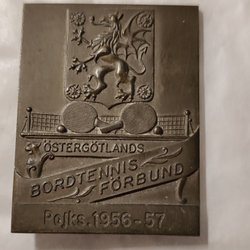 ÖSTERGÖTLANDS
BORDTENNIS
FÖRBUND
Pojks. 1956-57